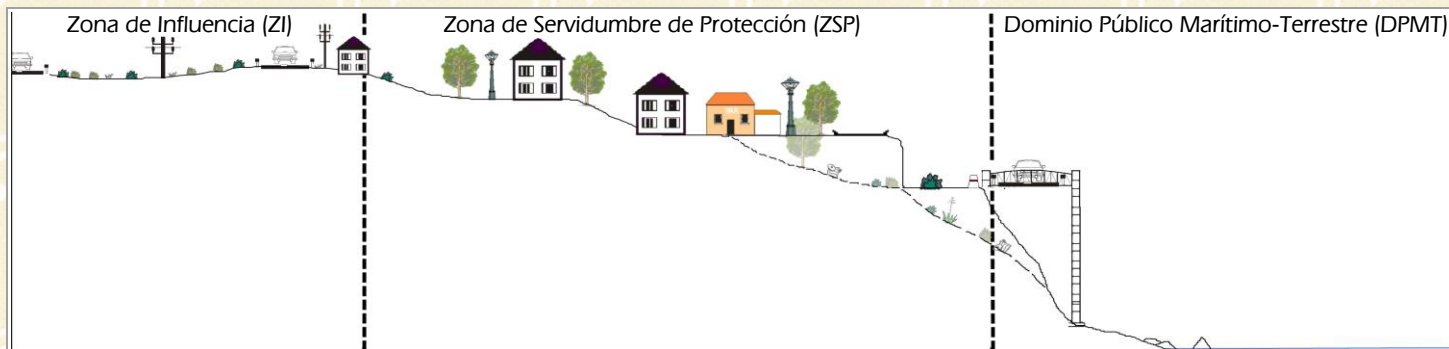 Zona de Influencia (ZI)
Zona de Servidumbre de Protección (ZSP)
Dominio Público Marítimo-Terrestre (DPMT)